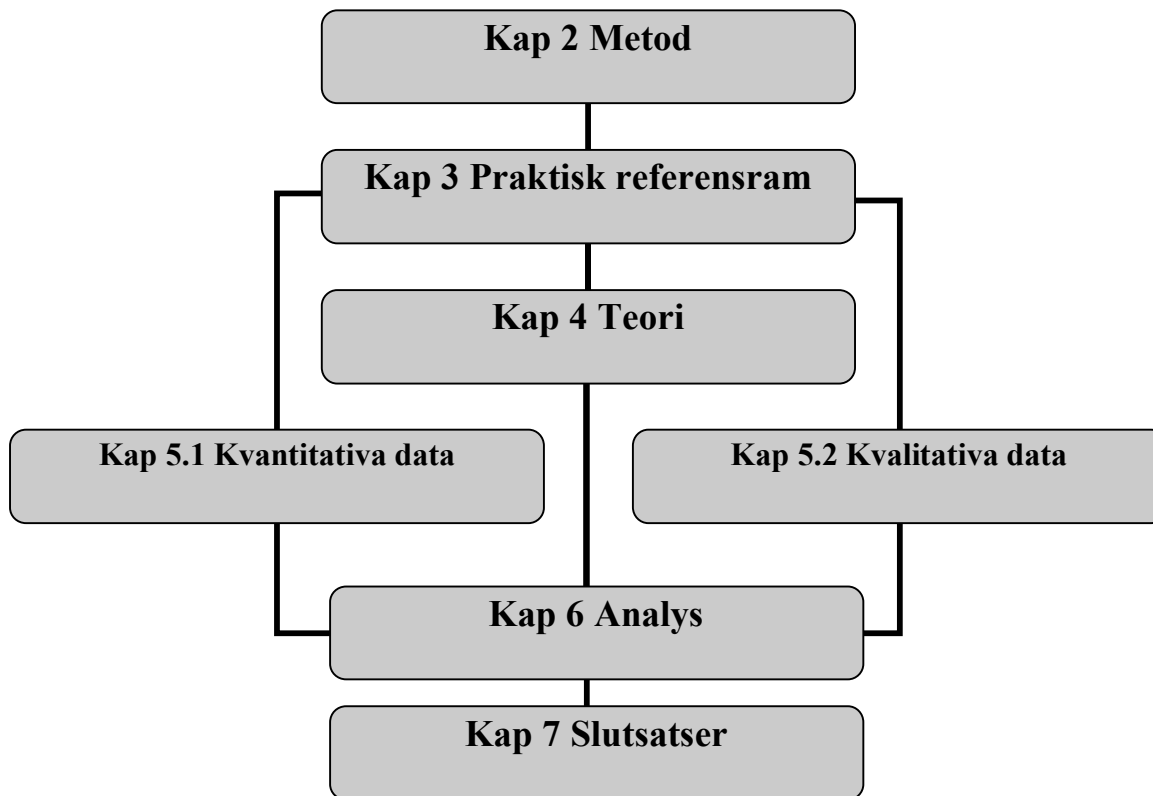 Kap 2 Metod
Kap 3 Praktisk referensram
Kap 4 Teori
Kap 5.1 Kvantitativa data
Kap 5.2 Kvalitativa data
Kap 6 Analys
Kap 7 Slutsatser